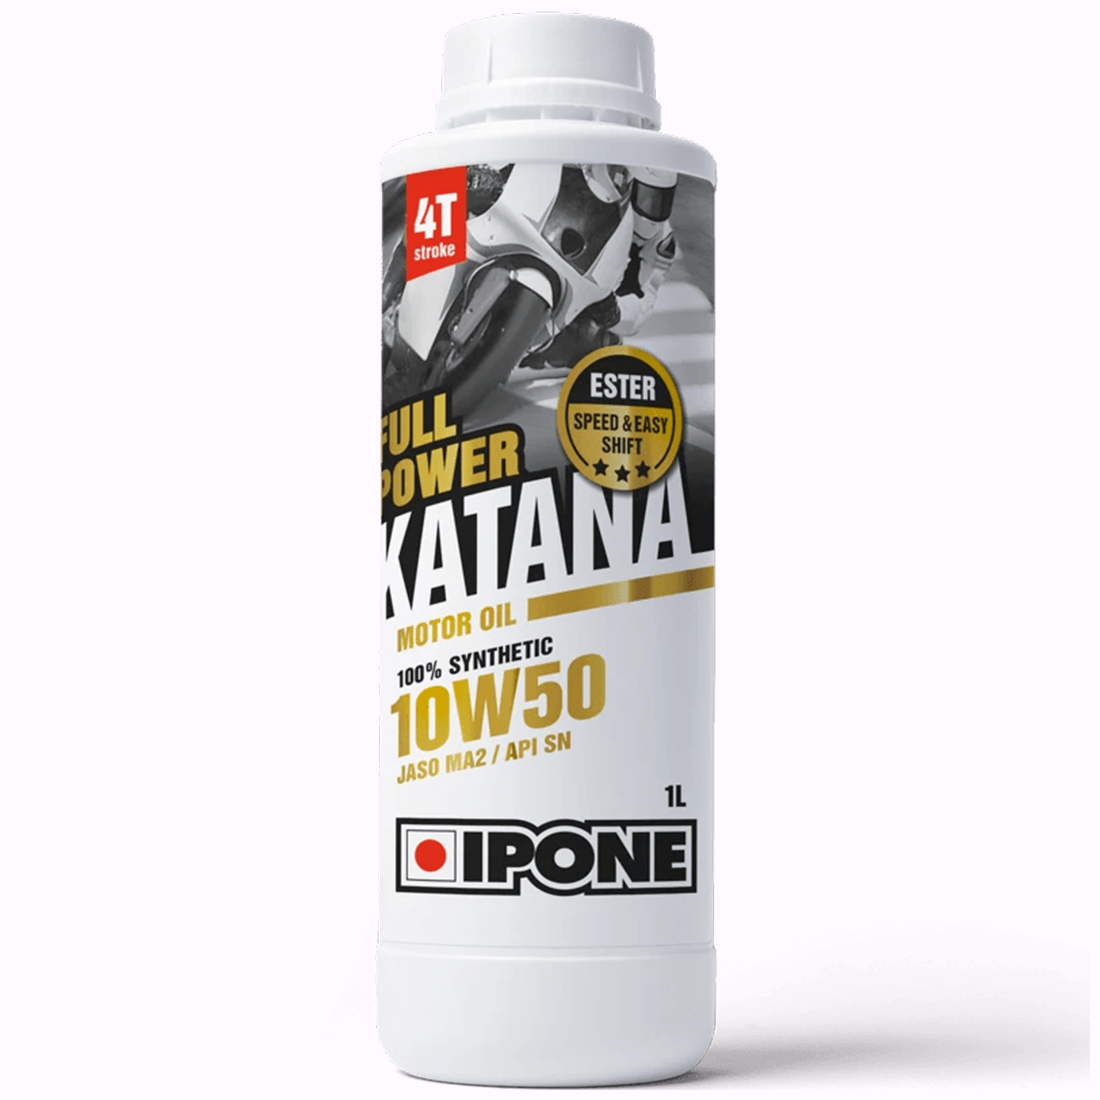 4T
stroke
ESTER
SPEED & EASY
SHIFT
FULL
POWER
KATANA
MOTOR OIL
100% SYNTHETIC
10W50
JASO MA2 / API SN
1L
IPONE